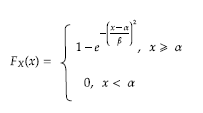 F_X(x) = { 1 − e^{−((x−α)/β)^2}, x ⩾ α
0, x < α